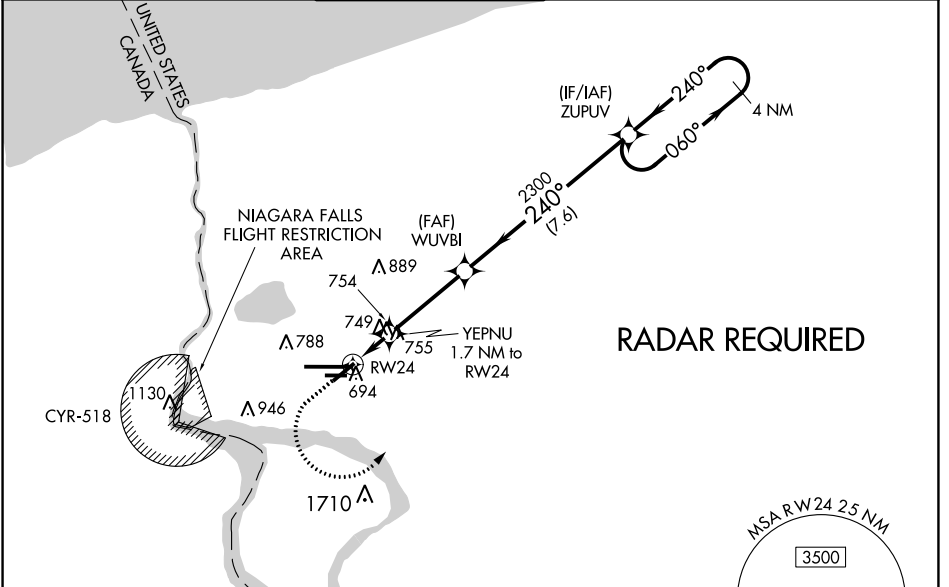 UNITED STATES
CANADA
(IF/IAF)
ZUPUV
240°
060°
4 NM
2300
240°
(7.6)
NIAGARA FALLS
FLIGHT RESTRICTION
AREA
(FAF)
WUVBI
889
754
749
755
YEPNU
1.7 NM to
RW24
RADAR REQUIRED
788
RW24
694
1130
CYR-518
946
1710
MSA RW24 25 NM
3500